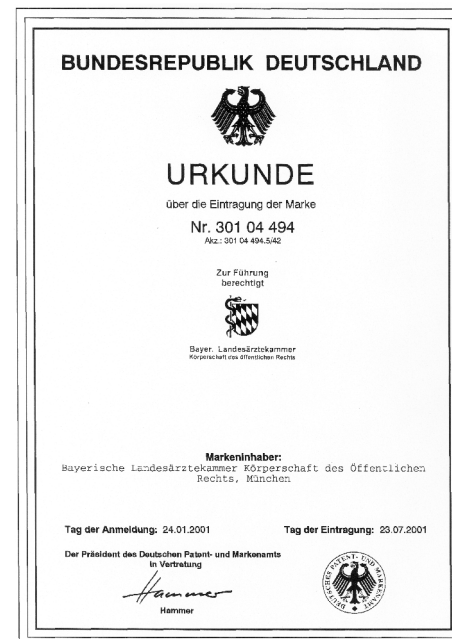 BUNDESREPUBLIK DEUTSCHLAND
URKUNDE
über die Eintragung der Marke
Nr. 301 04 494
Akz.: 301 04 494.5/42
Zur Führung
berechtigt
Bayer. Landesärztekammer
Körperschaft des öffentlichen Rechts
Markeninhaber:
Bayerische Landesärztekammer Körperschaft des Öffentlichen
Rechts, München
Tag der Anmeldung: 24.01.2001
Tag der Eintragung: 23.07.2001
Der Präsident des Deutschen Patent- und Markenamts
In Vertretung
Hammer
Hammer
DEUTSCHES PATENT- UND MARKENAMT